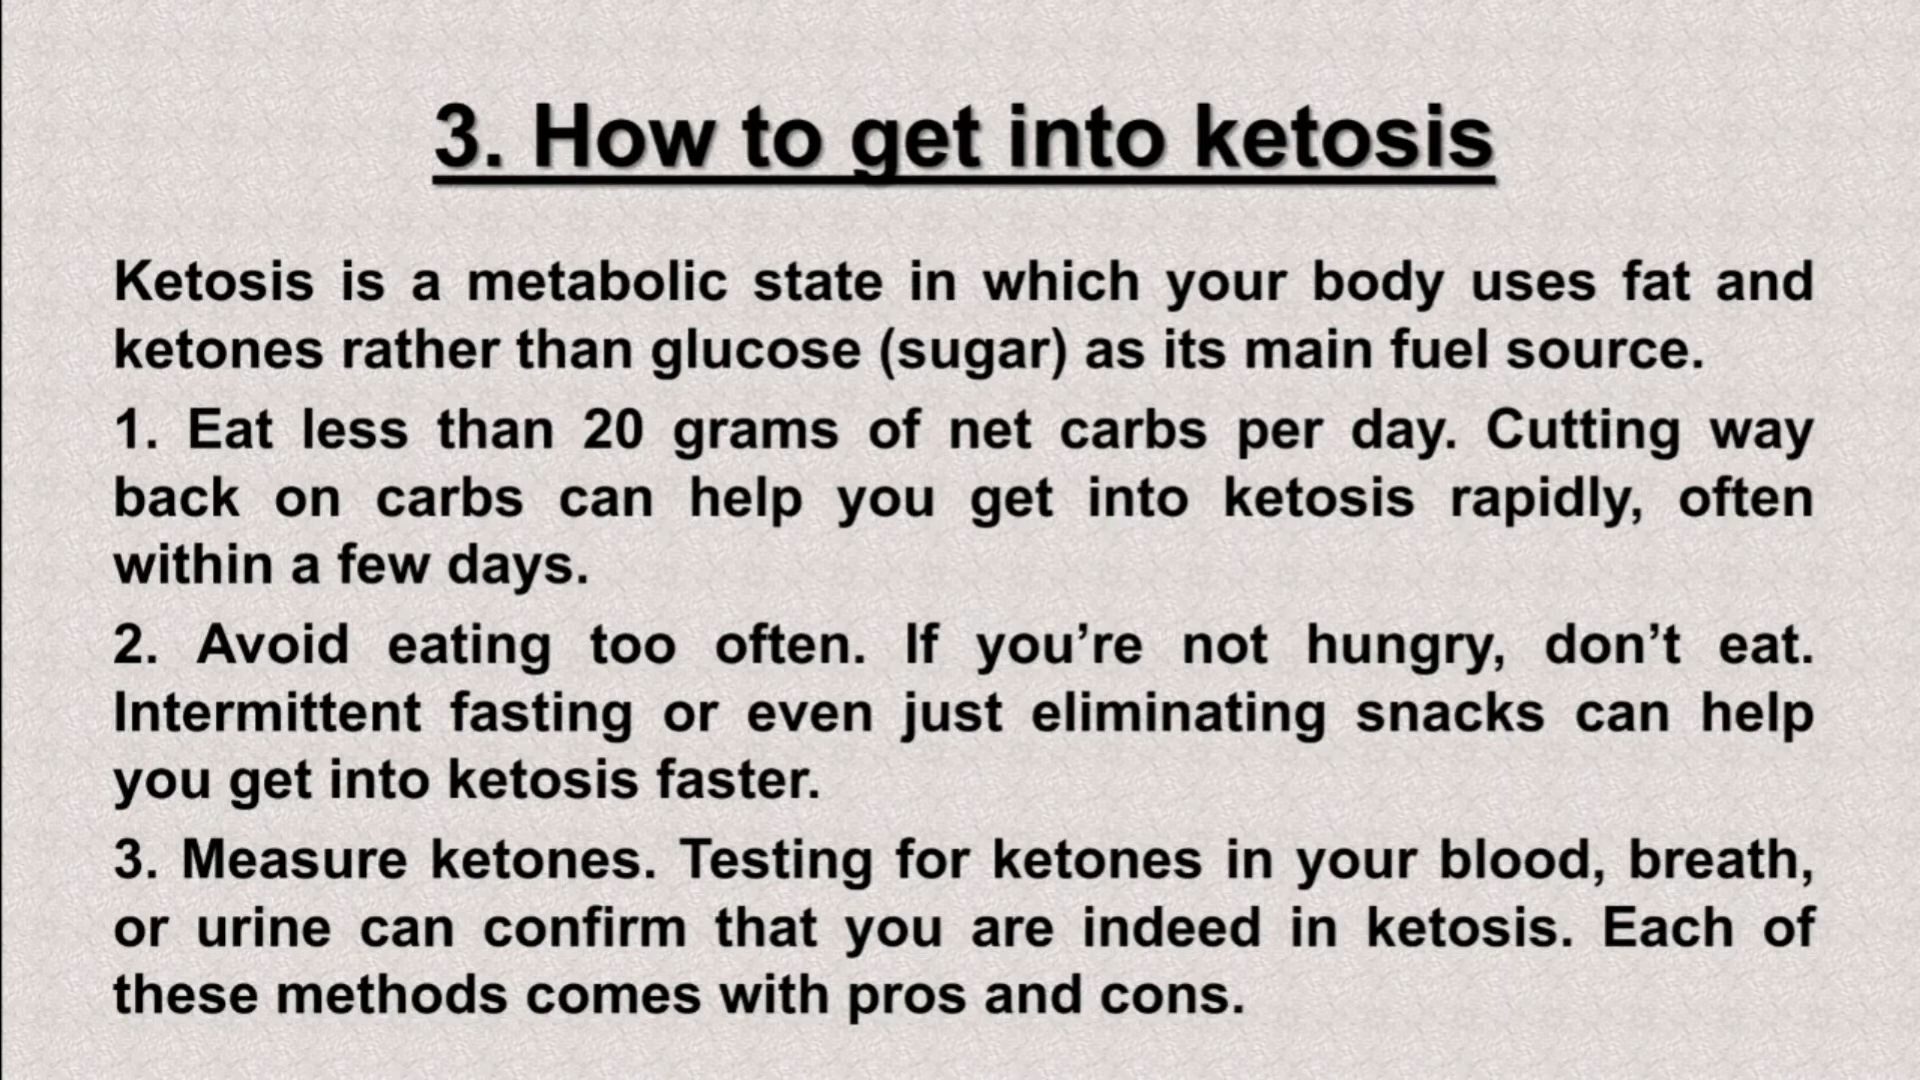 3. How to get into ketosis
Ketosis is a metabolic state in which your body uses fat and
ketones rather than glucose (sugar) as its main fuel source.
1. Eat less than 20 grams of net carbs per day. Cutting way
back on carbs can help you get into ketosis rapidly, often
within a few days.
2. Avoid eating too often. If you’re not hungry, don’t eat.
Intermittent fasting or even just eliminating snacks can help
you get into ketosis faster.
3. Measure ketones. Testing for ketones in your blood, breath,
or urine can confirm that you are indeed in ketosis. Each of
these methods comes with pros and cons.